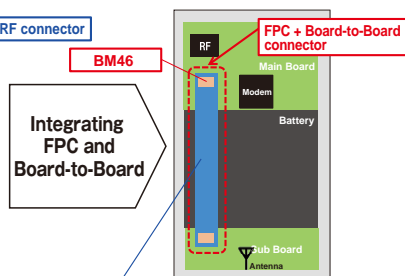 RF connector
BM46
RF
FPC + Board-to-Board
connector
Main Board
Modem
Battery
Integrating
FPC and
Board-to-Board
Sub Board
Antenna